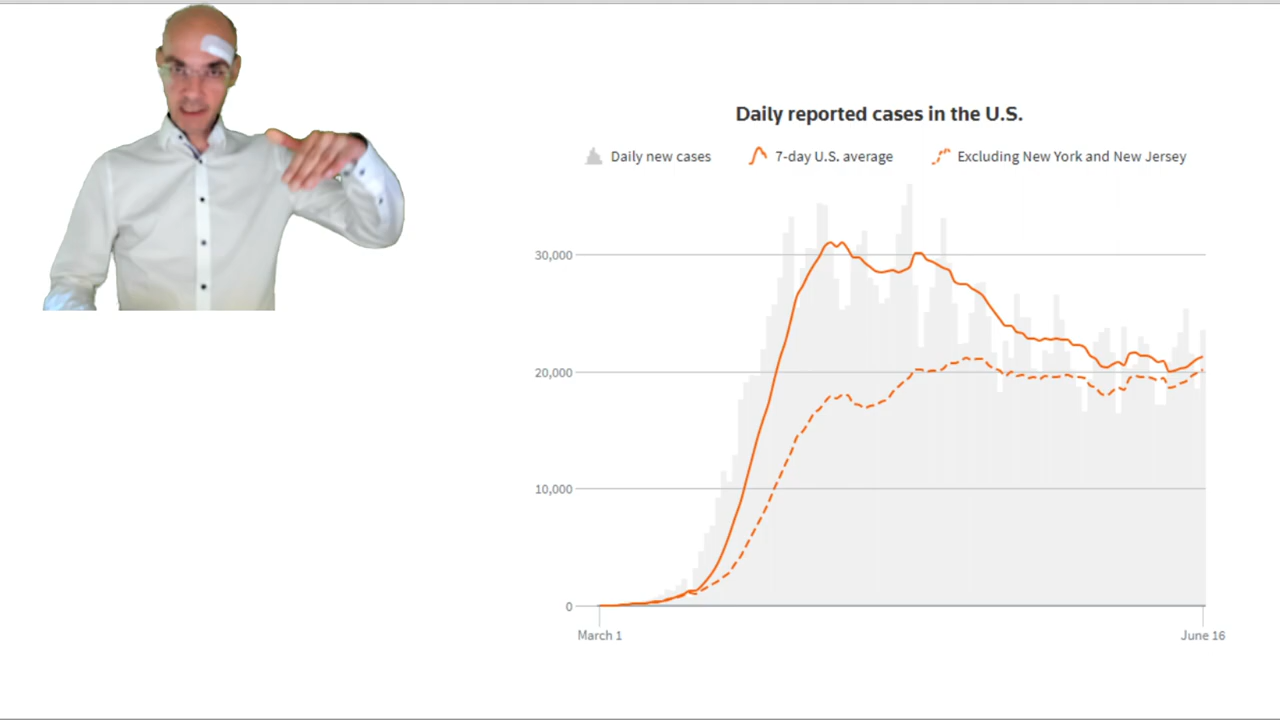 Daily reported cases in the U.S.
Daily new cases 7-day U.S. average Excluding New York and New Jersey
30,000
20,000
10,000
0
March 1 June 16